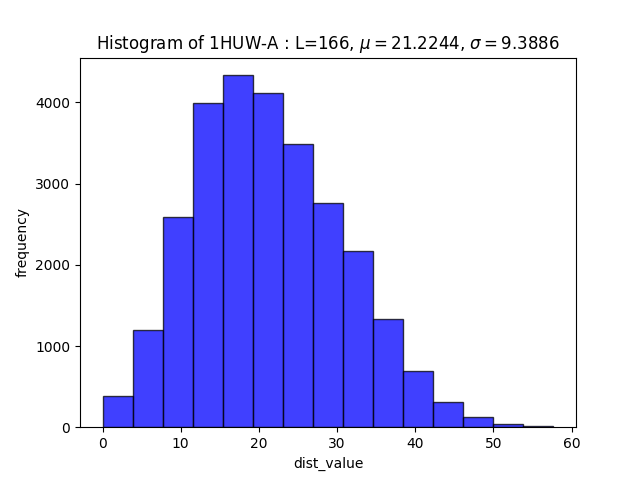 Histogram of 1HUW-A : L=166, μ = 21.2244, σ = 9.3886
frequency
4000
3000
2000
1000
0
0 10 20 30 40 50 60
dist_value